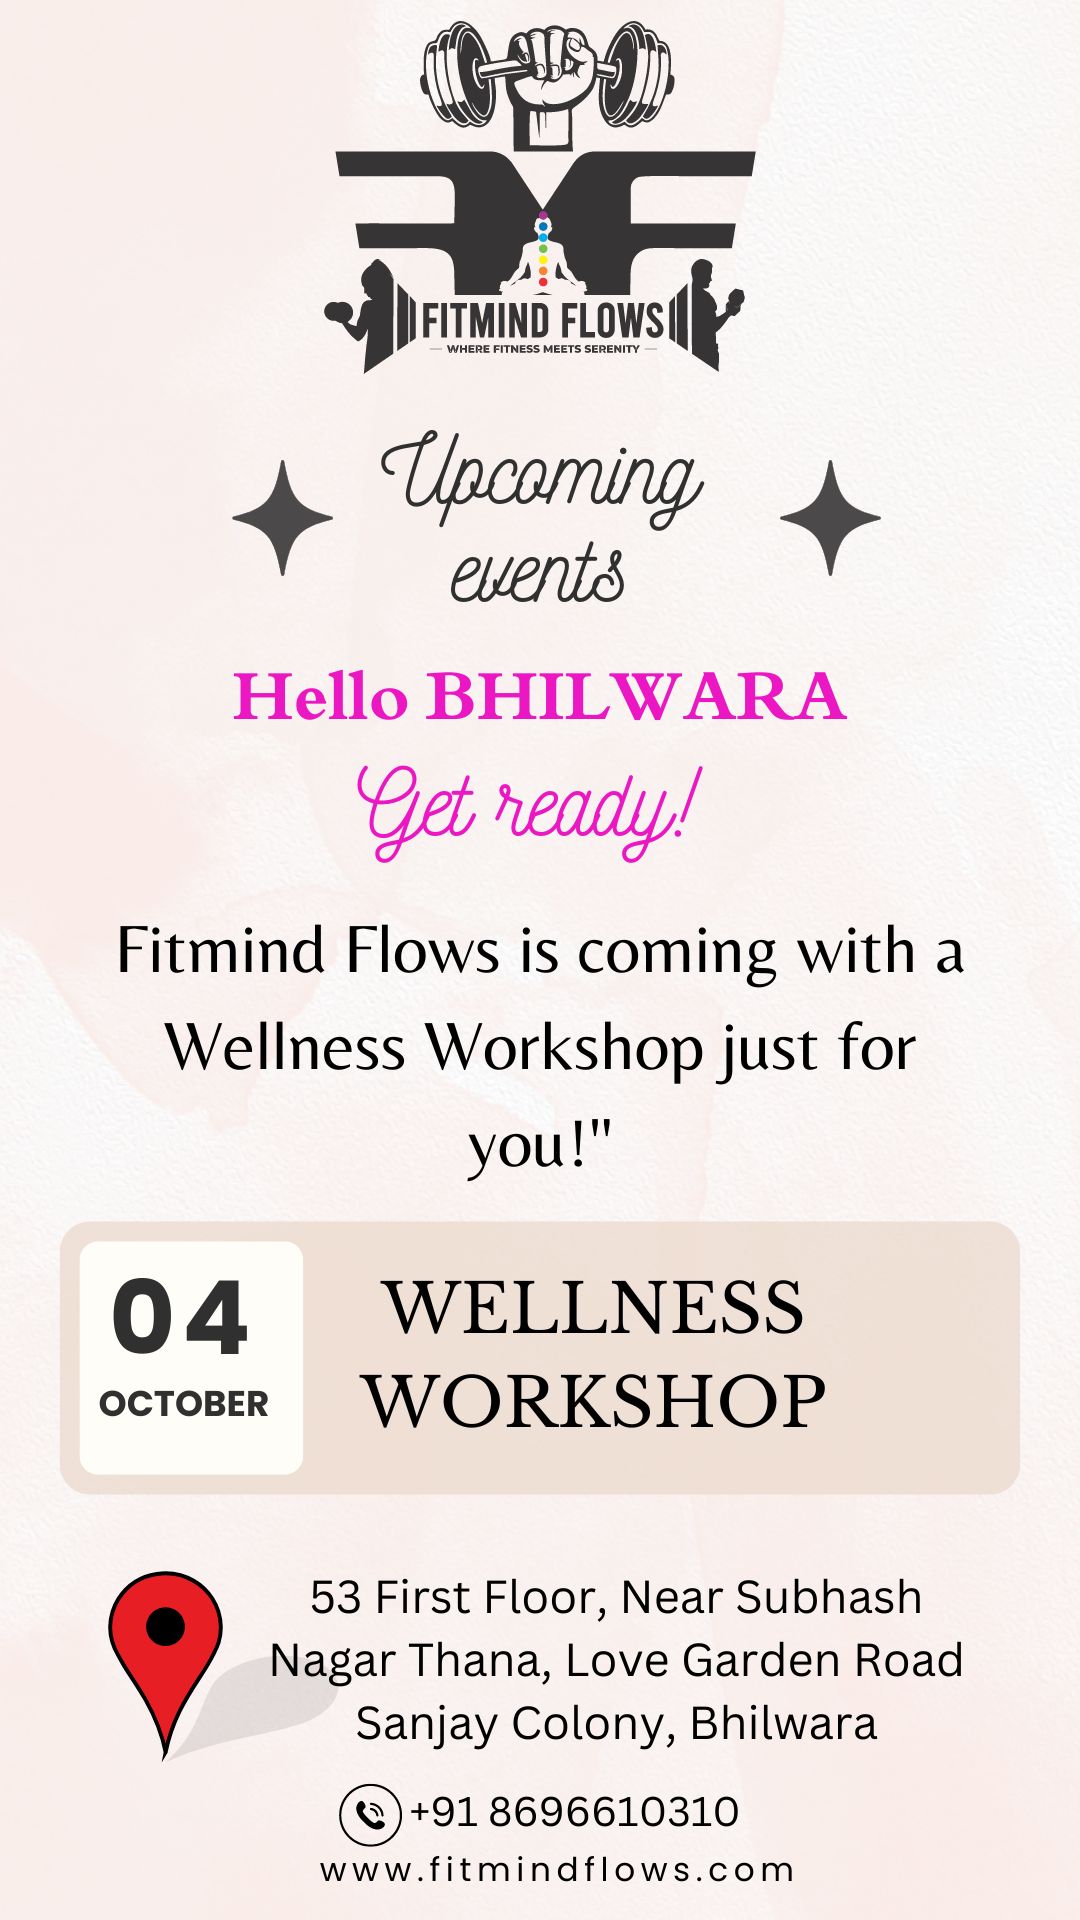 FITMIND FLOWS
WHERE FITNESS MEETS SERENITY
Upcoming
events
Hello BHILWARA
Get ready!
Fitmind Flows is coming with a
Wellness Workshop just for
you!"
04
OCTOBER
WELLNESS
WORKSHOP
53 First Floor, Near Subhash
Nagar Thana, Love Garden Road
Sanjay Colony, Bhilwara
+91 8696610310
www.fitmindflows.com